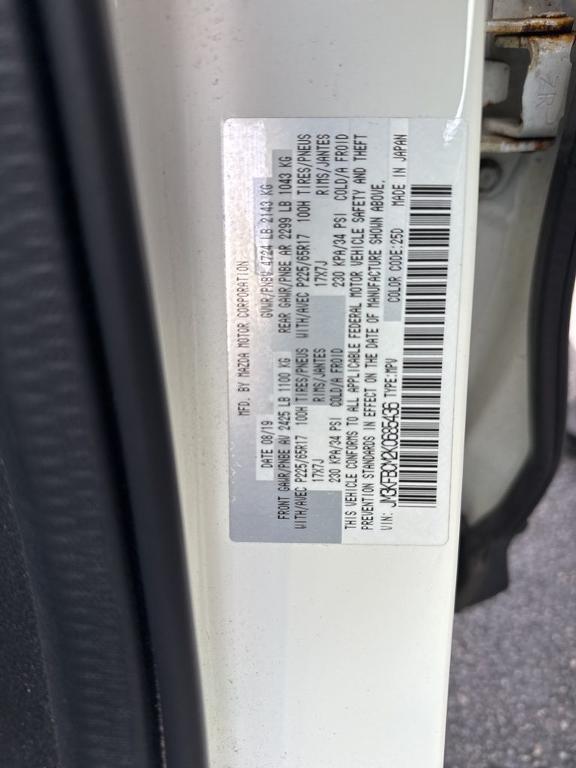 MFD. BY MAZDA MOTOR CORPORATION
DATE 08/19 GVWR/PNBV 4724 LB 2143 KG
FRONT GAWR/PNBE AV 2425 LB 1100 KG REAR GAWR/PNBE AR 2299 LB 1043 KG
WITH/AVEC P225/65R17 100H TIRES/PNEUS WITH/AVEC P225/65R17 100H TIRES/PNEUS
17X7J RIMS/JANTES 17X7J RIMS/JANTES
230 KPA/34 PSI COLD/A FROID 230 KPA/34 PSI COLD/A FROID
THIS VEHICLE CONFORMS TO ALL APPLICABLE FEDERAL MOTOR VEHICLE SAFETY AND THEFT
PREVENTION STANDARDS IN EFFECT ON THE DATE OF MANUFACTURE SHOWN ABOVE.
JM3KFBCM2K0685436 TYPE:MPV COLOR CODE:25D MADE IN JAPAN